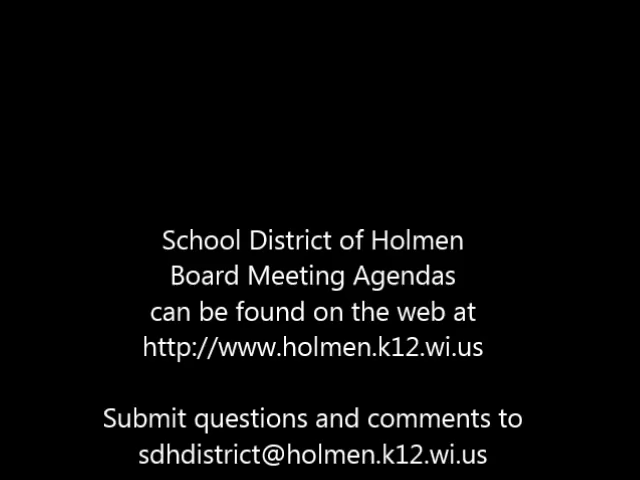 School District of Holmen
Board Meeting Agendas
can be found on the web at
http://www.holmen.k12.wi.us
Submit questions and comments to
sdhdistrict@holmen.k12.wi.us